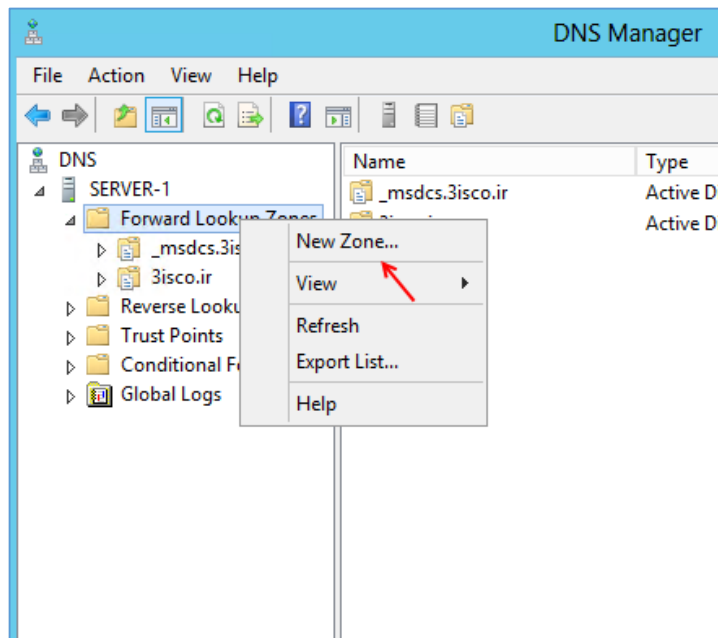 DNS Manager
File Action View Help
DNS
SERVER-1
Forward Lookup Zones
_msdcs.3is
3isco.ir
Reverse Looku
Trust Points
Conditional F
Global Logs
Name Type
_msdcs.3isco.ir Active D
Active D
New Zone...
View
Refresh
Export List...
Help